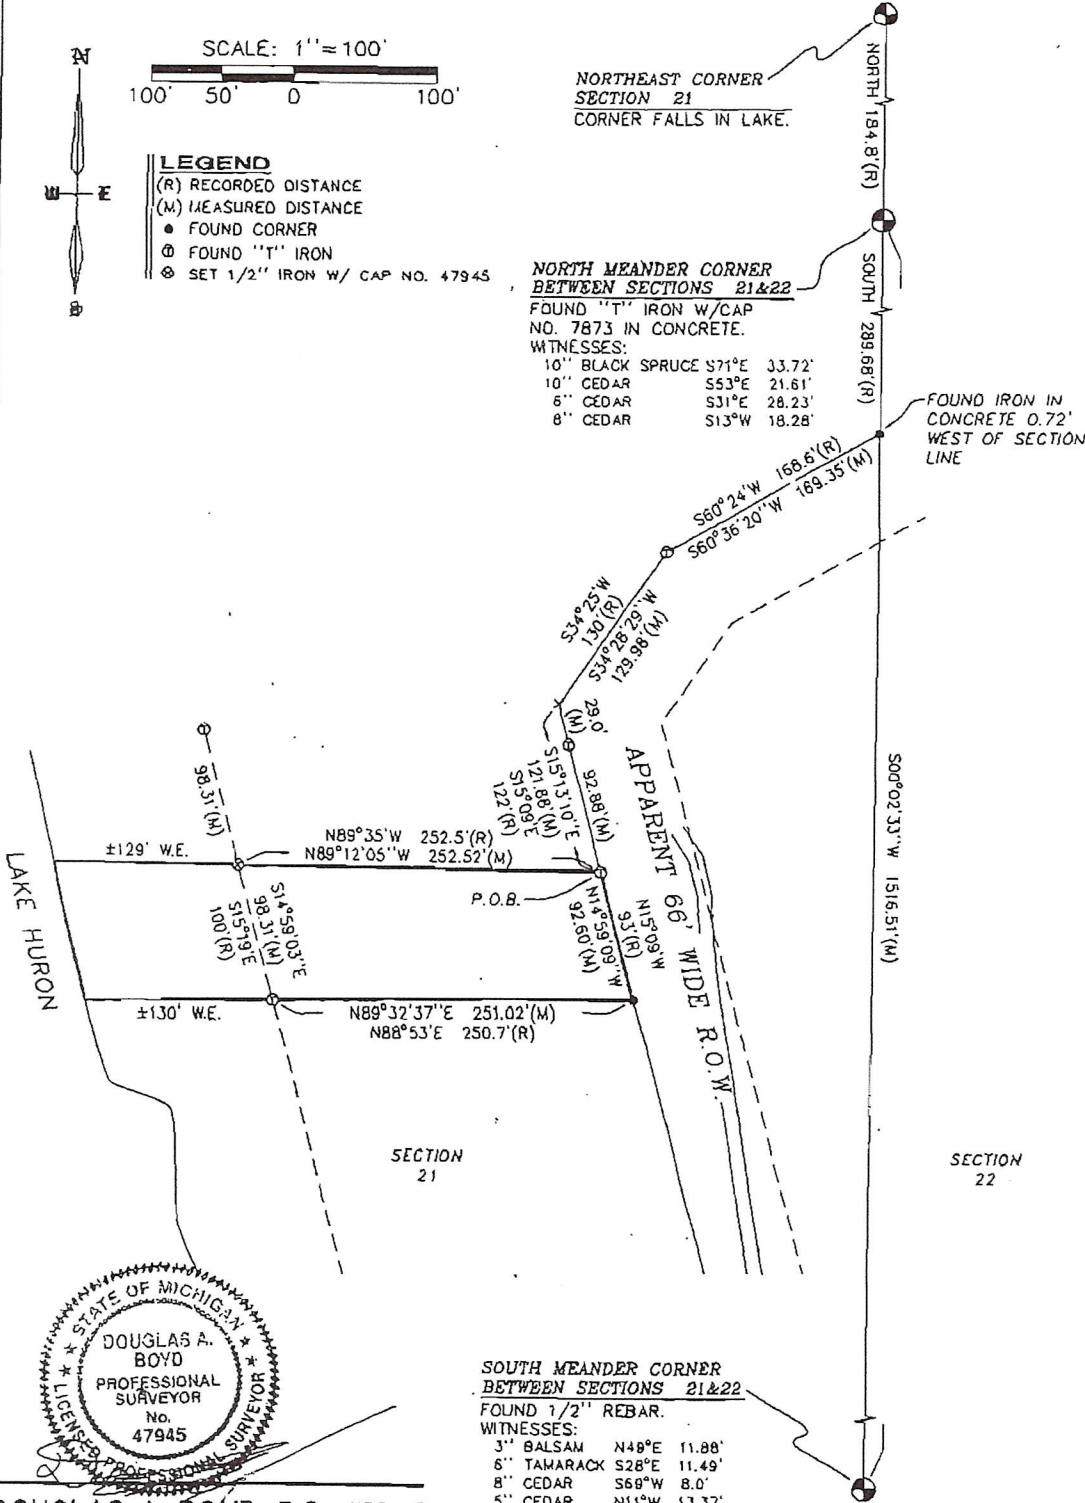 N
W E
S
SCALE: 1''=100'
100' 50' 0 100'
LEGEND
(R) RECORDED DISTANCE
(M) MEASURED DISTANCE
FOUND CORNER
FOUND "T" IRON
SET 1/2'' IRON W/ CAP NO. 47945
NORTHEAST CORNER
SECTION 21
CORNER FALLS IN LAKE.
NORTH 184.8'(R)
NORTH MEANDER CORNER
BETWEEN SECTIONS 21&22
FOUND "T" IRON W/CAP
NO. 7873 IN CONCRETE.
WITNESSES:
10'' BLACK SPRUCE S71°E 33.72'
10'' CEDAR S53°E 21.61'
6'' CEDAR S31°E 28.23'
8'' CEDAR S13°W 18.28'
SOUTH 289.68'(R)
FOUND IRON IN
CONCRETE 0.72'
WEST OF SECTION
LINE
S60°24'W 168.6'(R)
S60°36'20''W 169.35'(M)
S34°25'W
130'(R)
S34°28'29''W
129.98'(M)
29.0'
(M)
92.88'(M)
S15°13'10''E
121.88'(M)
S15°09'E
122'(R)
APPARENT 66' WIDE R.O.W.
S00°02'33''W 1516.51'(M)
98.31'(M)
N89°35'W 252.5'(R)
N89°12'05''W 252.52'(M)
±129' W.E.
P.O.B.
LAKE HURON
S14°59'03''E
98.31'(M)
S15°19'E
100'(R)
N15°09'W
93'(R)
N14°59'09''W
92.60'(M)
±130' W.E.
N89°32'37''E 251.02'(M)
N88°53'E 250.7'(R)
SECTION
21
SECTION
22
STATE OF MICHIGAN
DOUGLAS A.
BOYD
PROFESSIONAL
SURVEYOR
No.
47945
LICENSED PROFESSIONAL SURVEYOR
SOUTH MEANDER CORNER
BETWEEN SECTIONS 21&22
FOUND 1/2'' REBAR.
WITNESSES:
3'' BALSAM N49°E 11.88'
6'' TAMARACK S28°E 11.49'
8'' CEDAR S69°W 8.0'
5'' CEDAR N11°W 13.37'